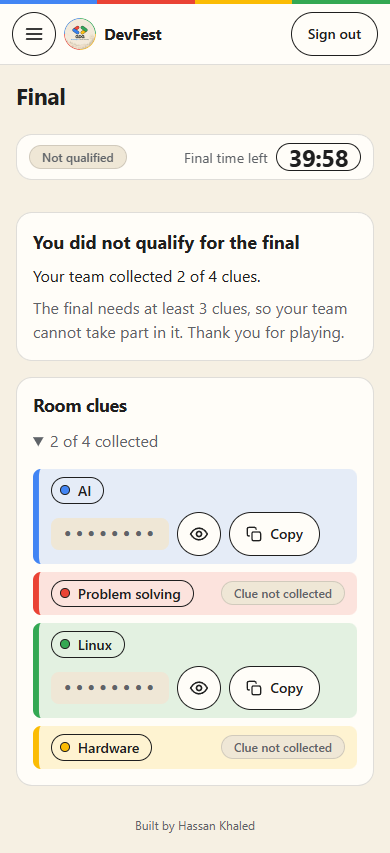 DevFest
Sign out
Final
Not qualified
Final time left
39:58
You did not qualify for the final
Your team collected 2 of 4 clues.
The final needs at least 3 clues, so your team
cannot take part in it. Thank you for playing.
Room clues
▼ 2 of 4 collected
AI
••••••••
Copy
Problem solving
Clue not collected
Linux
••••••••
Copy
Hardware
Clue not collected
Built by Hassan Khaled